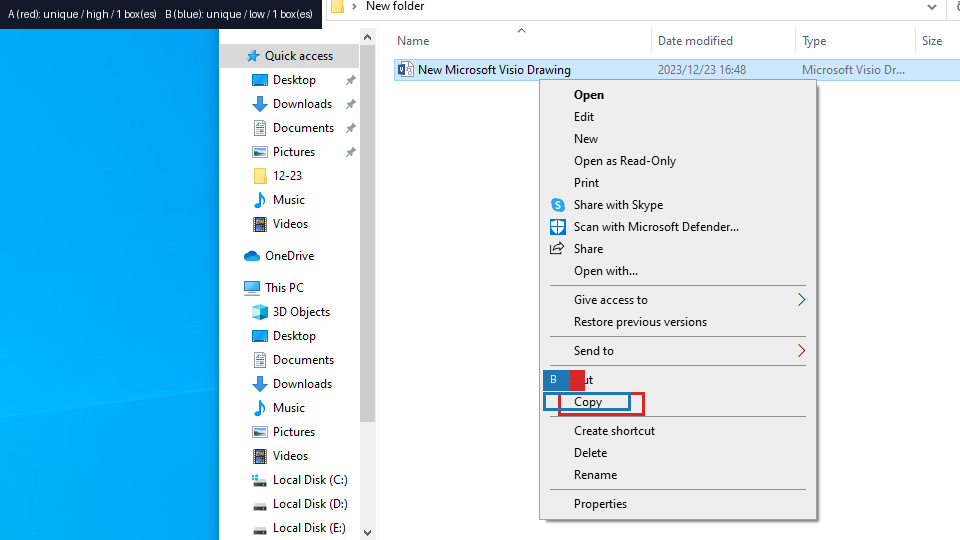 A (red): unique / high / 1 box(es) B (blue): unique / low / 1 box(es)
New folder
Name Date modified Type Size
Quick access
Desktop
Downloads
Documents
Pictures
12-23
Music
Videos
OneDrive
This PC
3D Objects
Desktop
Documents
Downloads
Music
Pictures
Videos
Local Disk (C:)
Local Disk (D:)
Local Disk (E:)
New Microsoft Visio Drawing 2023/12/23 16:48 Microsoft Visio Dr...
Open
Edit
New
Open as Read-Only
Print
Share with Skype
Scan with Microsoft Defender...
Share
Open with...
Give access to
Restore previous versions
Send to
B
Copy
Create shortcut
Delete
Rename
Properties